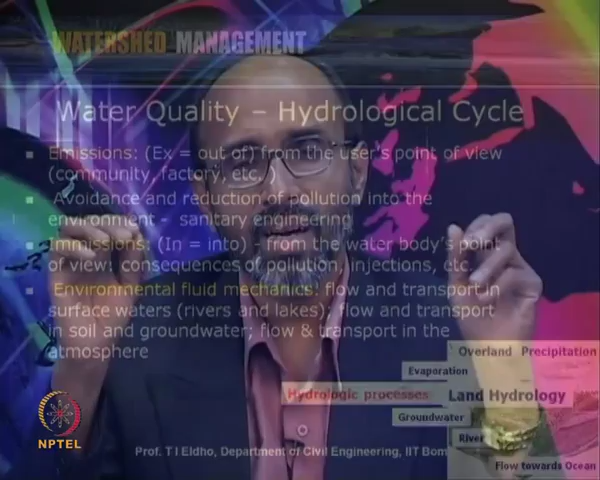 WATERSHED MANAGEMENT
Water Quality – Hydrological Cycle
Emissions: (Ex = out of) from the user's point of view
(community, factory, etc.)
Avoidance and reduction of pollution into the
environment - sanitary engineering
Immissions: (In = into) - from the water body's point
of view: consequences of pollution, injections, etc.
Environmental fluid mechanics: flow and transport in
surface waters (rivers and lakes); flow and transport
in soil and groundwater; flow & transport in the
atmosphere
Overland Precipitation
Evaporation
Hydrologic processes Land Hydrology
Groundwater
River
Flow towards Ocean
NPTEL
Prof. T I Eldho, Department of Civil Engineering, IIT Bom